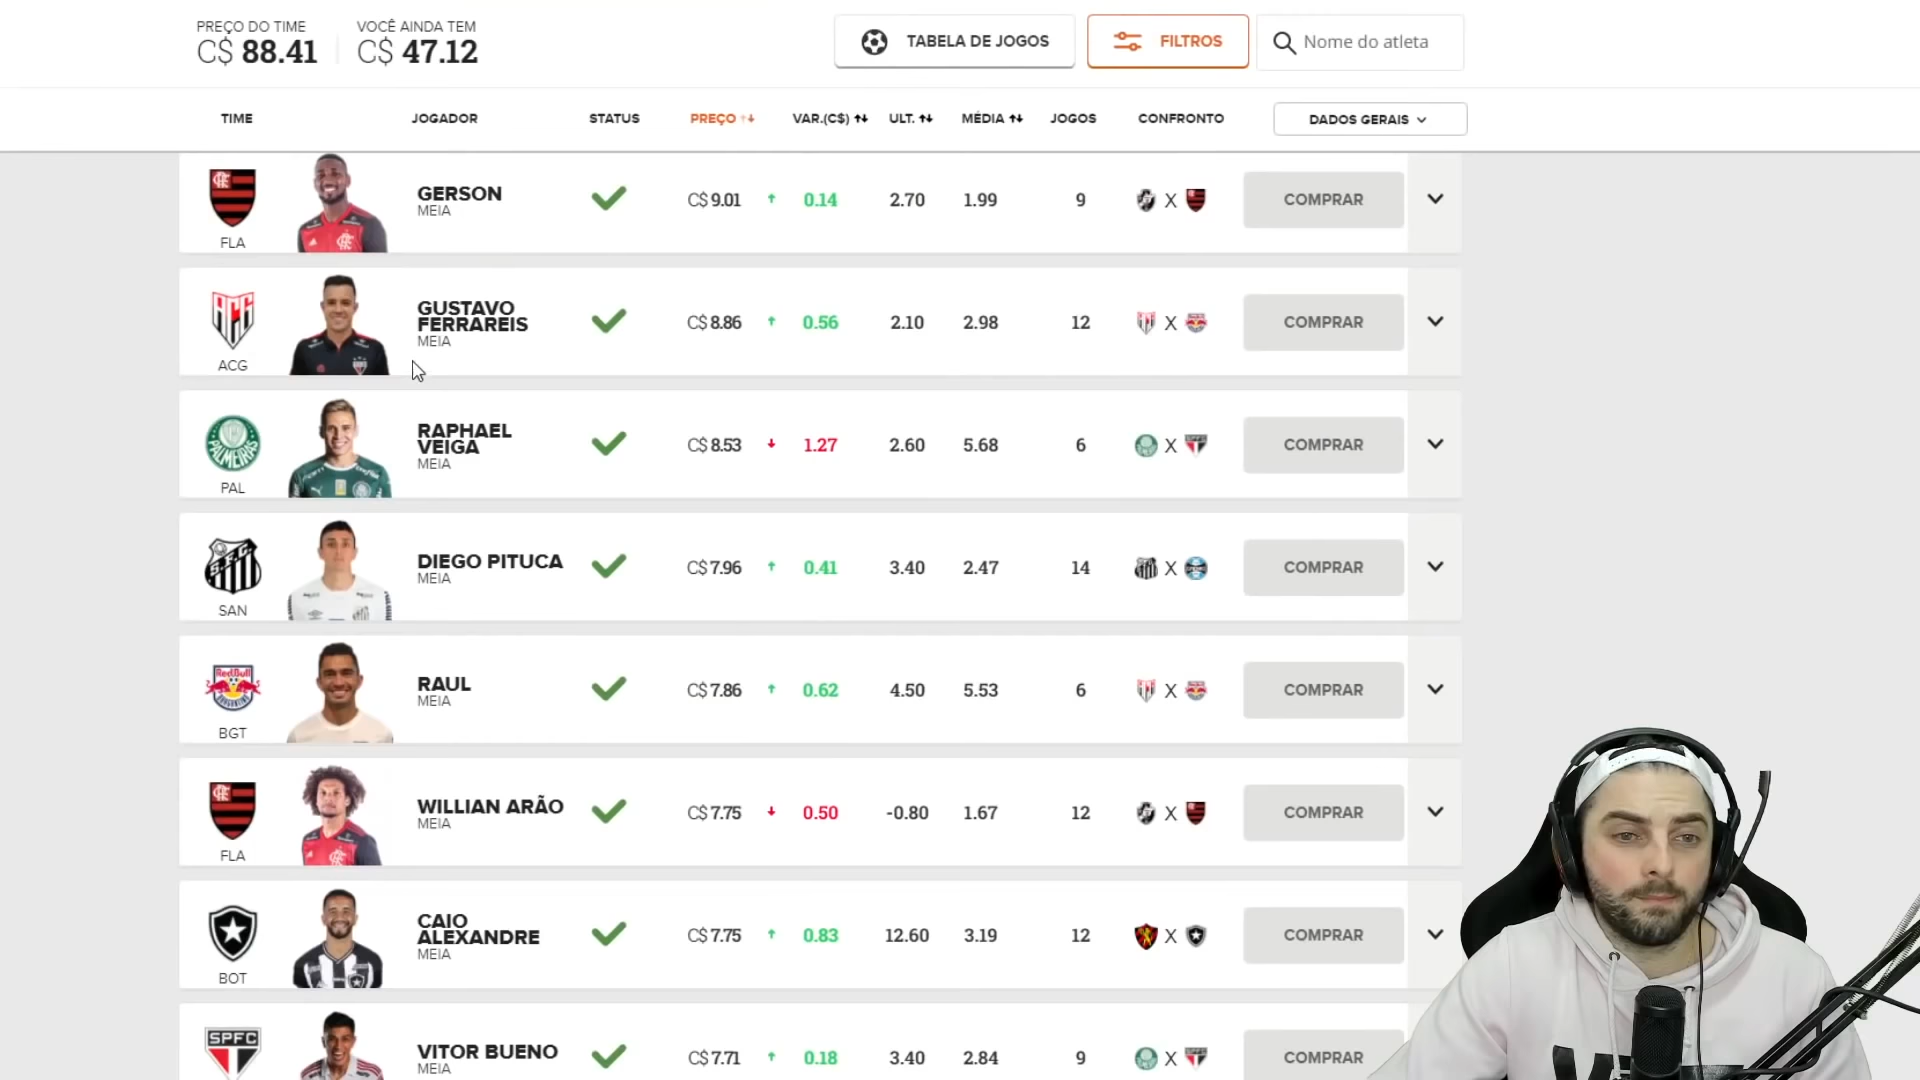 PREÇO DO TIME
C$ 88.41
VOCÊ AINDA TEM
C$ 47.12
TABELA DE JOGOS
FILTROS
Nome do atleta
TIME JOGADOR STATUS PREÇO VAR.(C$) ULT. MÉDIA JOGOS CONFRONTO DADOS GERAIS
FLA
GERSON
MEIA
C$ 9.01 0.14 2.70 1.99 9 X COMPRAR
ACG
GUSTAVO
FERRAREIS
MEIA
C$ 8.86 0.56 2.10 2.98 12 X COMPRAR
PALMEIRAS
PAL
RAPHAEL
VEIGA
MEIA
C$ 8.53 1.27 2.60 5.68 6 X COMPRAR
SAN
DIEGO PITUCA
MEIA
C$ 7.96 0.41 3.40 2.47 14 X COMPRAR
RedBull
BGT
RAUL
MEIA
C$ 7.86 0.62 4.50 5.53 6 X COMPRAR
FLA
WILLIAN ARÃO
MEIA
C$ 7.75 0.50 -0.80 1.67 12 X COMPRAR
BOT
CAIO
ALEXANDRE
MEIA
C$ 7.75 0.83 12.60 3.19 12 X COMPRAR
SPFC
VITOR BUENO
MEIA
C$ 7.71 0.18 3.40 2.84 9 X COMPRAR